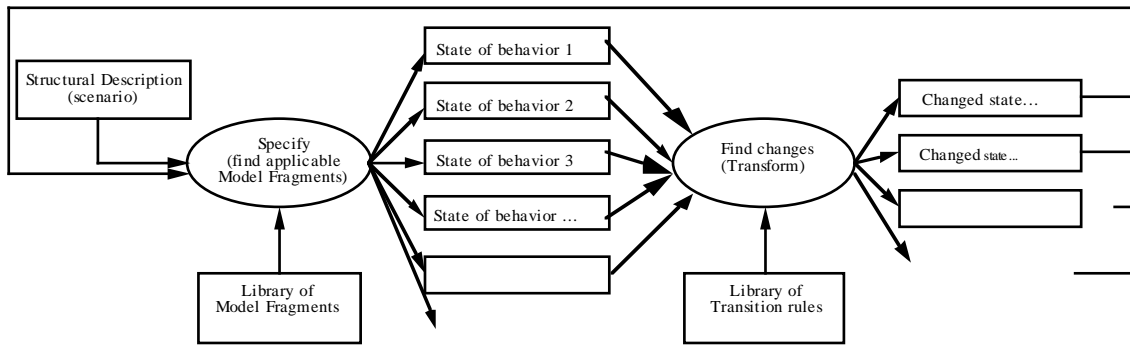 Structural Description
(scenario)
Specify
(find applicable
Model Fragments)
Library of
Model Fragments
State of behavior 1
State of behavior 2
State of behavior 3
State of behavior ...
Find changes
(Transform)
Library of
Transition rules
Changed state...
Changed state...